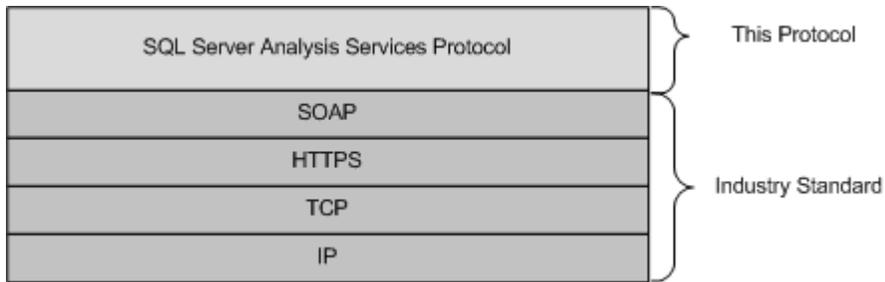 SQL Server Analysis Services Protocol
This Protocol
SOAP
HTTPS
TCP
IP
Industry Standard